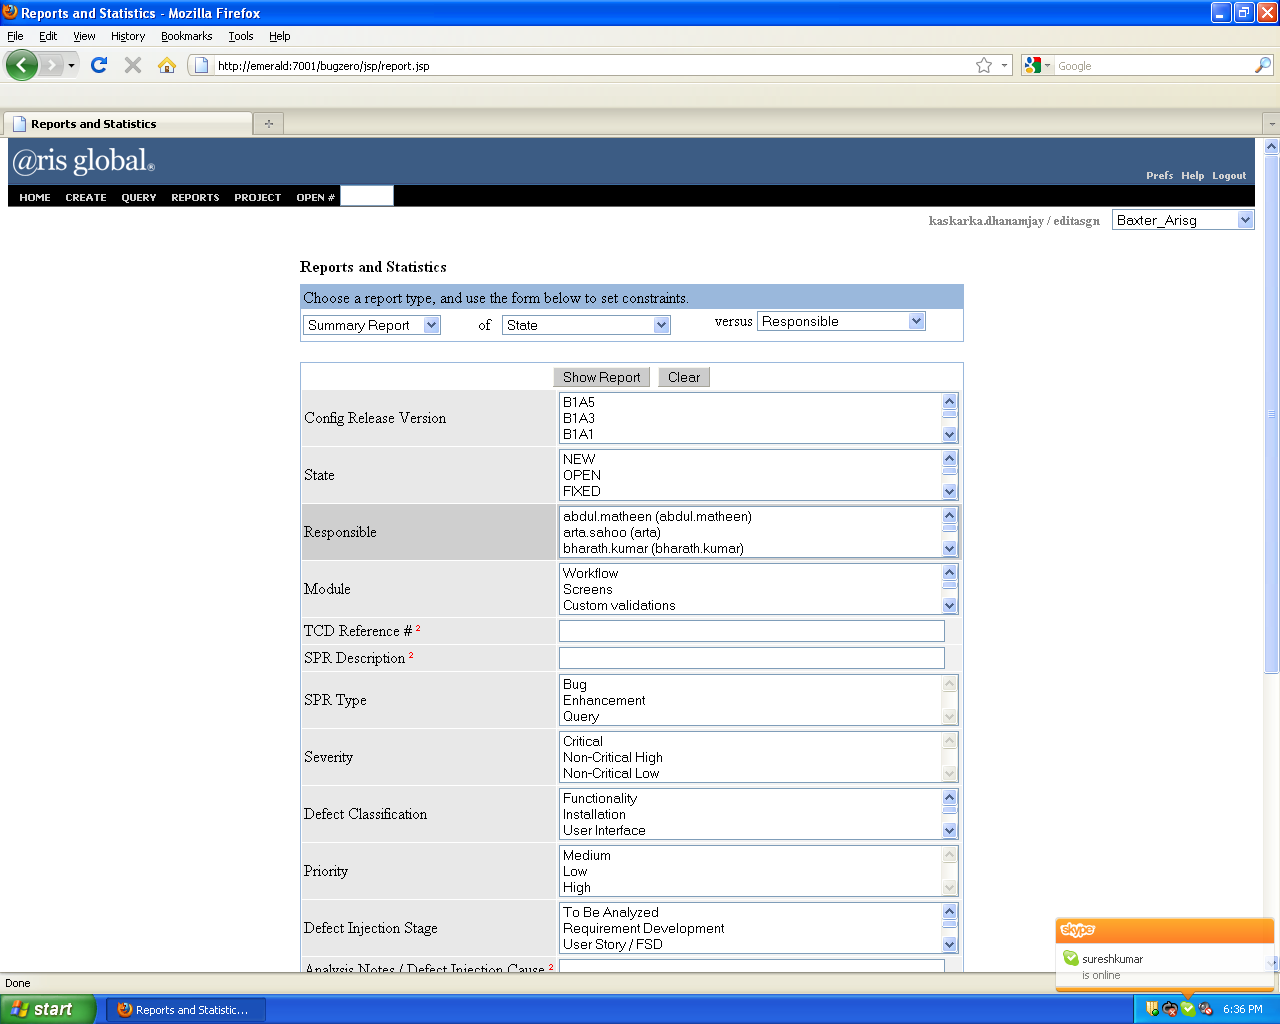 Reports and Statistics - Mozilla Firefox
File Edit View History Bookmarks Tools Help
http://emerald:7001/bugzero/jsp/report.jsp
Google
Reports and Statistics
@ris global®
Prefs Help Logout
HOME CREATE QUERY REPORTS PROJECT OPEN #
kaskarka.dhanamjay / editasgn Baxter_Arisg
Reports and Statistics
Choose a report type, and use the form below to set constraints.
Summary Report of State versus Responsible
Show Report Clear
Config Release Version
B1A5
B1A3
B1A1
State
NEW
OPEN
FIXED
Responsible
abdul.matheen (abdul.matheen)
arta.sahoo (arta)
bharath.kumar (bharath.kumar)
Module
Workflow
Screens
Custom validations
TCD Reference # 2
SPR Description 2
SPR Type
Bug
Enhancement
Query
Severity
Critical
Non-Critical High
Non-Critical Low
Defect Classification
Functionality
Installation
User Interface
Priority
Medium
Low
High
Defect Injection Stage
To Be Analyzed
Requirement Development
User Story / FSD
Analysis Notes / Defect Injection Cause 2
skype
sureshkumar
is online
Done
start
Reports and Statistic...
6:36 PM